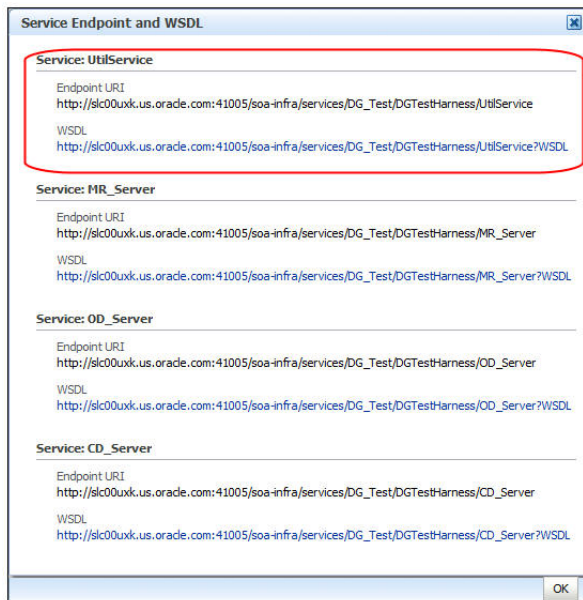 Service Endpoint and WSDL
Service: UtilService
Endpoint URI
http://slc00uxk.us.oracle.com:41005/soa-infra/services/DG_Test/DGTestHarness/UtilService
WSDL
http://slc00uxk.us.oracle.com:41005/soa-infra/services/DG_Test/DGTestHarness/UtilService?WSDL
Service: MR_Server
Endpoint URI
http://slc00uxk.us.oracle.com:41005/soa-infra/services/DG_Test/DGTestHarness/MR_Server
WSDL
http://slc00uxk.us.oracle.com:41005/soa-infra/services/DG_Test/DGTestHarness/MR_Server?WSDL
Service: OD_Server
Endpoint URI
http://slc00uxk.us.oracle.com:41005/soa-infra/services/DG_Test/DGTestHarness/OD_Server
WSDL
http://slc00uxk.us.oracle.com:41005/soa-infra/services/DG_Test/DGTestHarness/OD_Server?WSDL
Service: CD_Server
Endpoint URI
http://slc00uxk.us.oracle.com:41005/soa-infra/services/DG_Test/DGTestHarness/CD_Server
WSDL
http://slc00uxk.us.oracle.com:41005/soa-infra/services/DG_Test/DGTestHarness/CD_Server?WSDL
OK